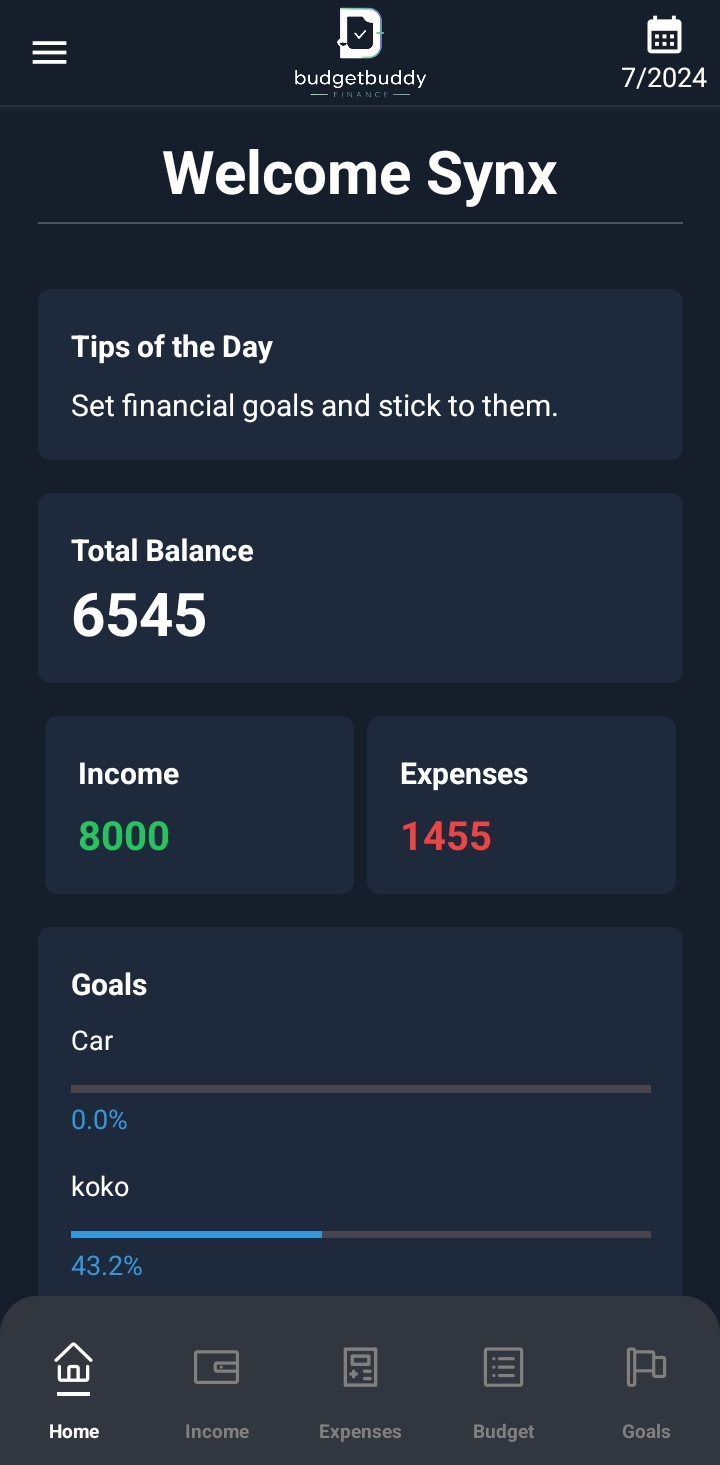 budgetbuddy
FINANCE
7/2024
Welcome Synx
Tips of the Day
Set financial goals and stick to them.
Total Balance
6545
Income
8000
Expenses
1455
Goals
Car
0.0%
koko
43.2%
Home
Income
Expenses
Budget
Goals